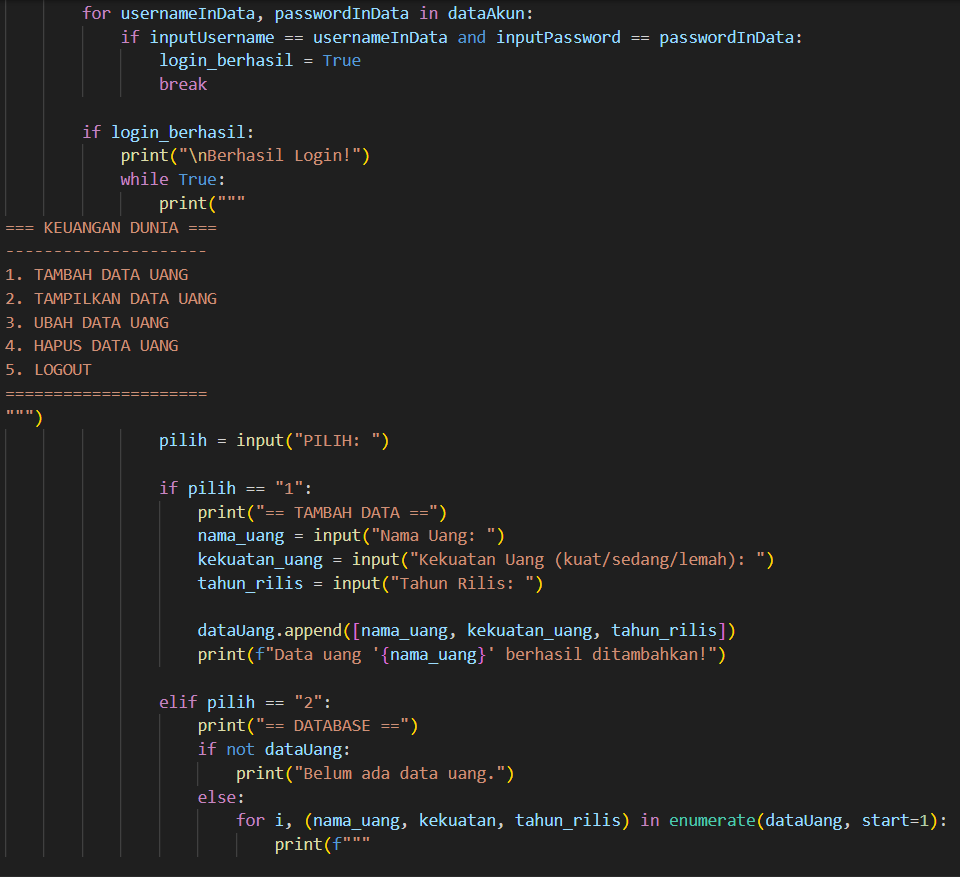 for usernameInData, passwordInData in dataAkun:
if inputUsername == usernameInData and inputPassword == passwordInData:
login_berhasil = True
break
if login_berhasil:
print("\nBerhasil Login!")
while True:
print("""
=== KEUANGAN DUNIA ===
---------------------
1. TAMBAH DATA UANG
2. TAMPILKAN DATA UANG
3. UBAH DATA UANG
4. HAPUS DATA UANG
5. LOGOUT
=====================
""")
pilih = input("PILIH: ")
if pilih == "1":
print("== TAMBAH DATA ==")
nama_uang = input("Nama Uang: ")
kekuatan_uang = input("Kekuatan Uang (kuat/sedang/lemah): ")
tahun_rilis = input("Tahun Rilis: ")
dataUang.append([nama_uang, kekuatan_uang, tahun_rilis])
print(f"Data uang '{nama_uang}' berhasil ditambahkan!")
elif pilih == "2":
print("== DATABASE ==")
if not dataUang:
print("Belum ada data uang.")
else:
for i, (nama_uang, kekuatan, tahun_rilis) in enumerate(dataUang, start=1):
print(f"""